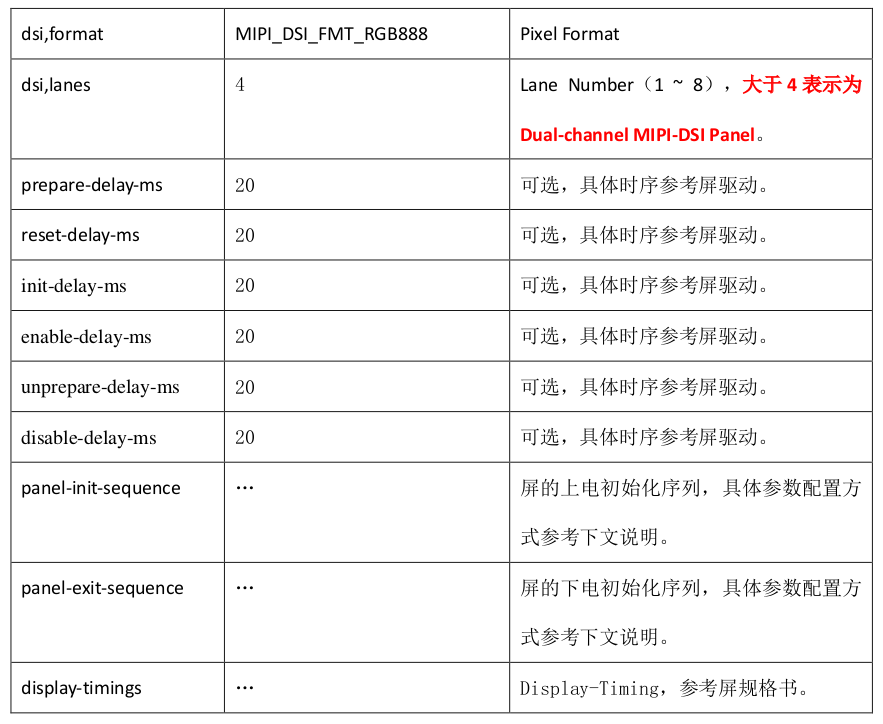 dsi,format MIPI_DSI_FMT_RGB888 Pixel Format
dsi,lanes 4 Lane Number（1 ~ 8），大于 4 表示为
Dual-channel MIPI-DSI Panel。
prepare-delay-ms 20 可选，具体时序参考屏驱动。
reset-delay-ms 20 可选，具体时序参考屏驱动。
init-delay-ms 20 可选，具体时序参考屏驱动。
enable-delay-ms 20 可选，具体时序参考屏驱动。
unprepare-delay-ms 20 可选，具体时序参考屏驱动。
disable-delay-ms 20 可选，具体时序参考屏驱动。
panel-init-sequence … 屏的上电初始化序列，具体参数配置方
式参考下文说明。
panel-exit-sequence … 屏的下电初始化序列，具体参数配置方
式参考下文说明。
display-timings … Display-Timing，参考屏规格书。